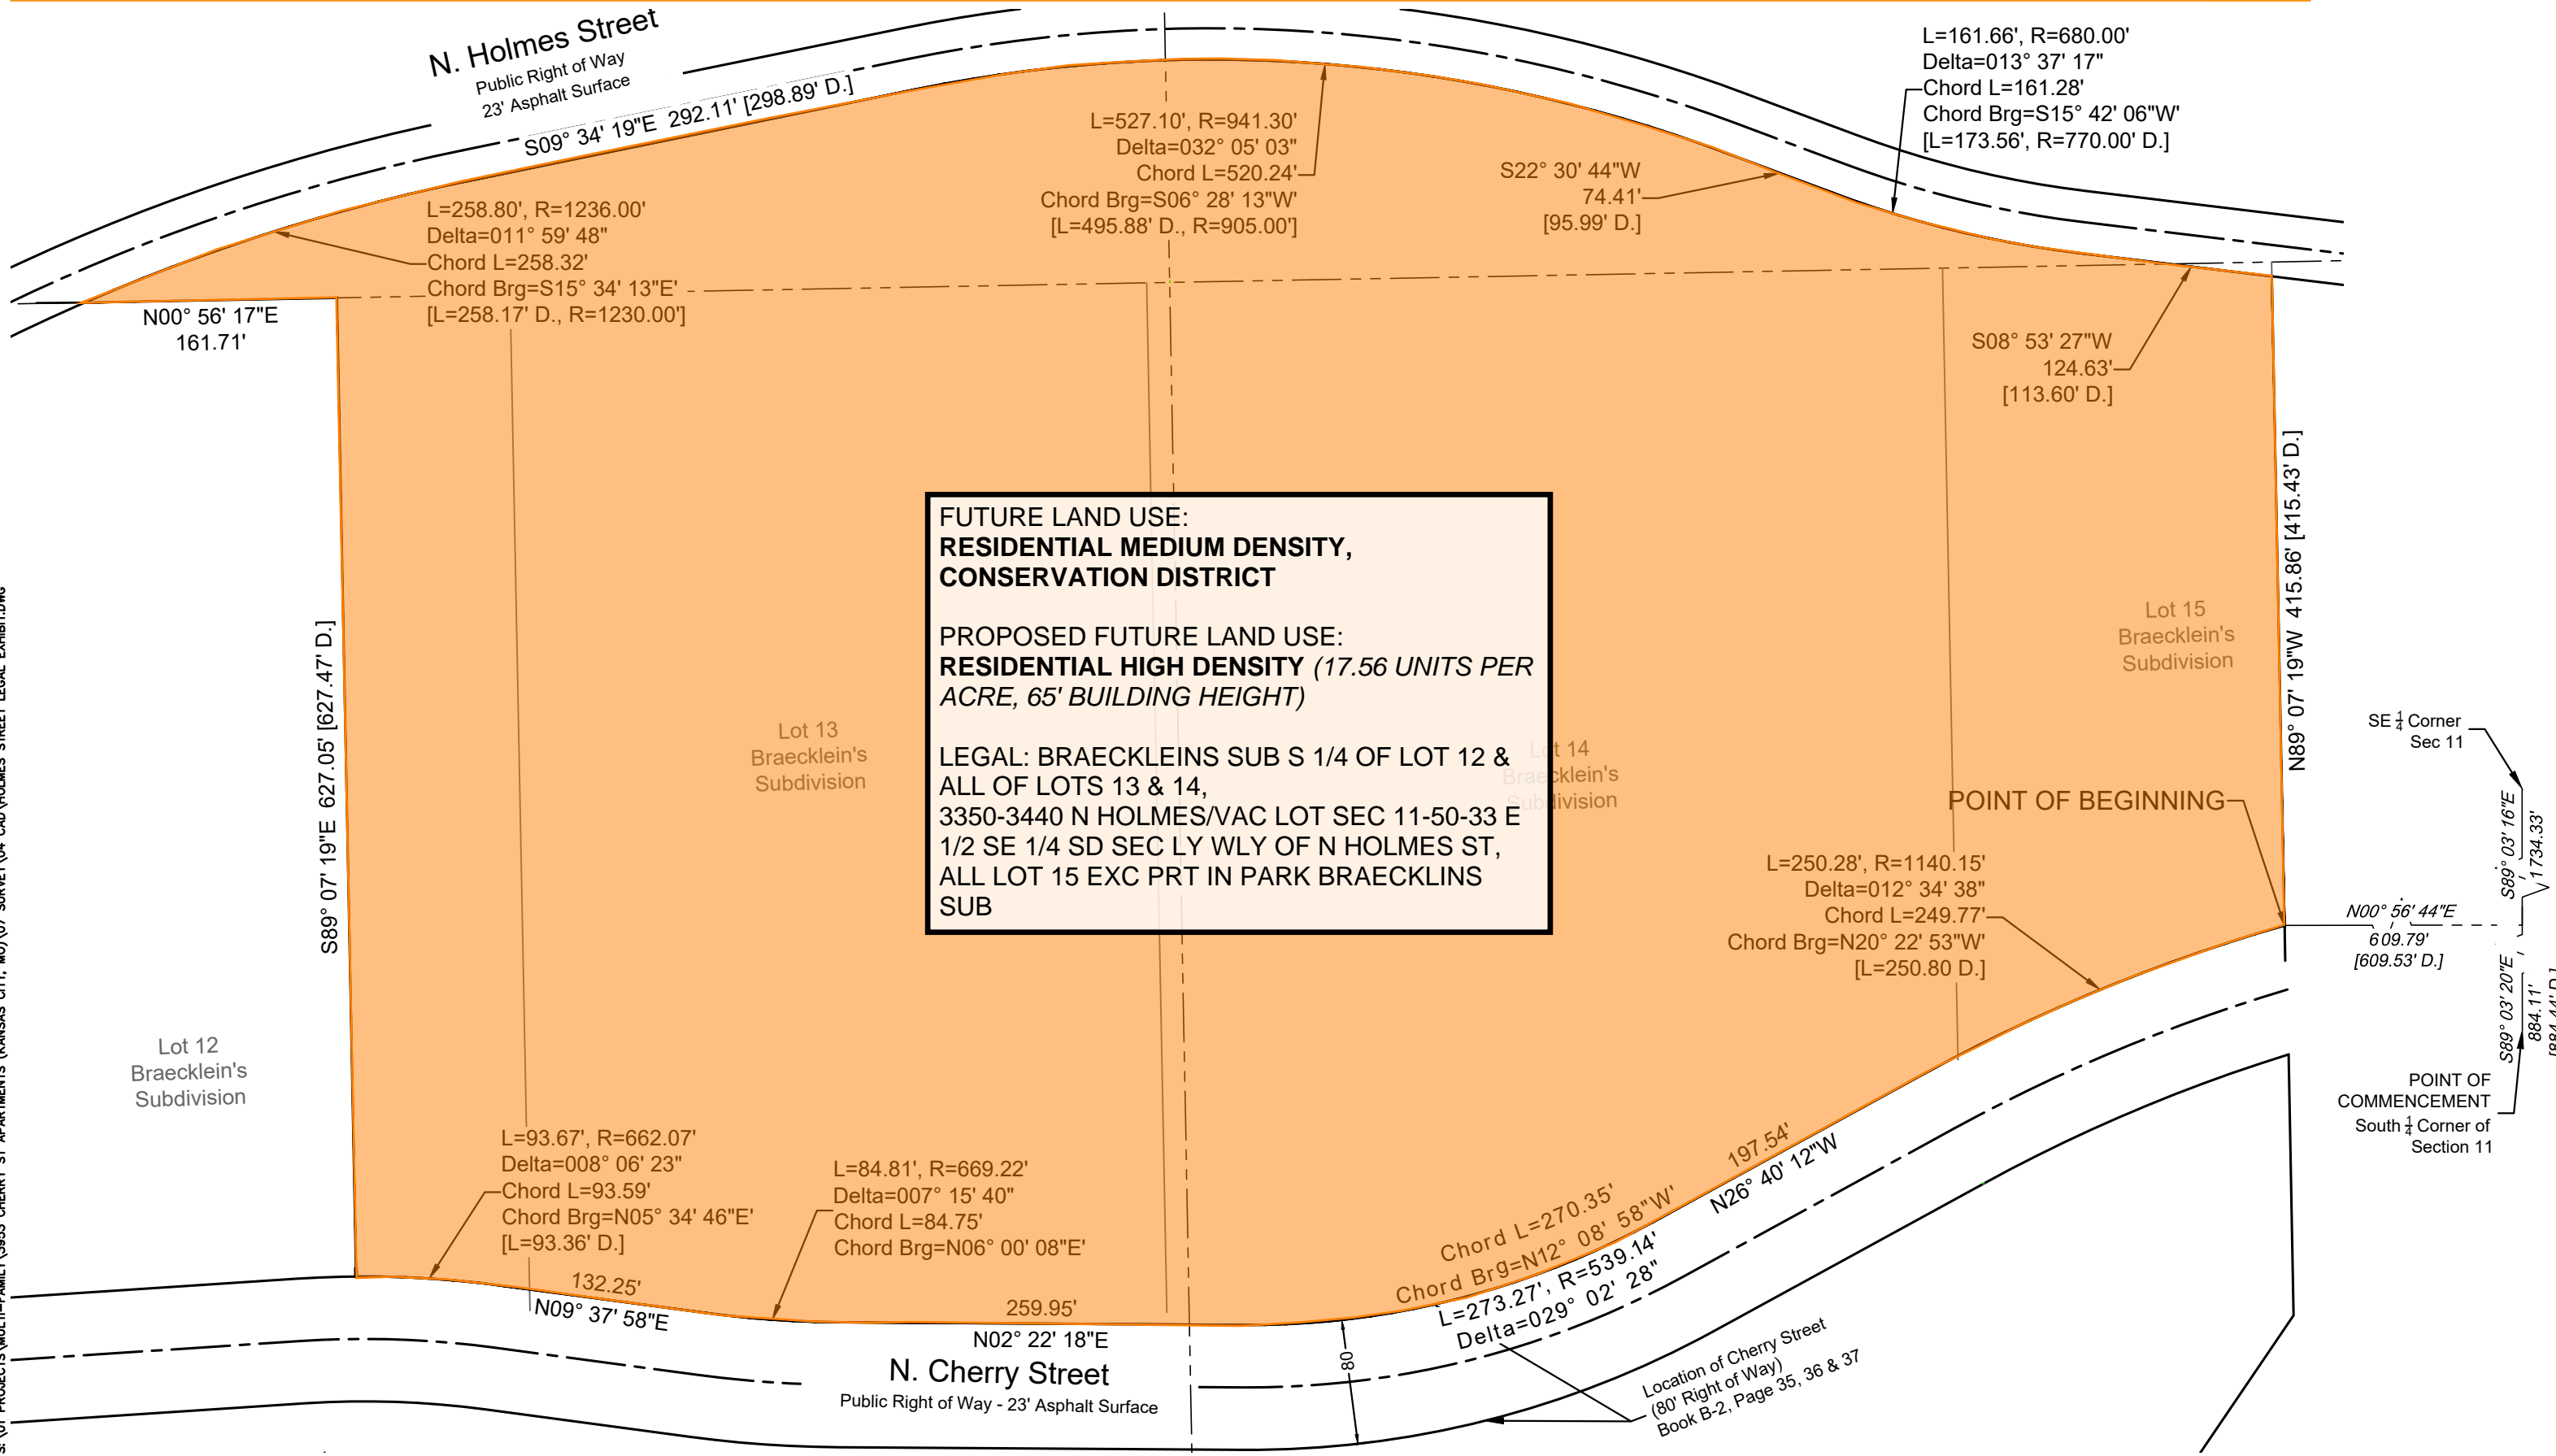 N. Holmes Street
Public Right of Way
23' Asphalt Surface
S09° 34' 19"E  292.11' [298.89' D.]
L=161.66', R=680.00'
Delta=013° 37' 17"
Chord L=161.28'
Chord Brg=S15° 42' 06"W'
[L=173.56', R=770.00' D.]
L=527.10', R=941.30'
Delta=032° 05' 03"
Chord L=520.24'
Chord Brg=S06° 28' 13"W'
[L=495.88' D., R=905.00']
S22° 30' 44"W
74.41'
[95.99' D.]
L=258.80', R=1236.00'
Delta=011° 59' 48"
Chord L=258.32'
Chord Brg=S15° 34' 13"E'
[L=258.17' D., R=1230.00']
N00° 56' 17"E
161.71'
S08° 53' 27"W
124.63'
[113.60' D.]
N89° 07' 19"W  415.86' [415.43' D.]
S89° 07' 19"E  627.05' [627.47' D.]
FUTURE LAND USE:
RESIDENTIAL MEDIUM DENSITY,
CONSERVATION DISTRICT
PROPOSED FUTURE LAND USE:
RESIDENTIAL HIGH DENSITY (17.56 UNITS PER
ACRE, 65' BUILDING HEIGHT)
LEGAL: BRAECKLEINS SUB S 1/4 OF LOT 12 &
ALL OF LOTS 13 & 14,
3350-3440 N HOLMES/VAC LOT SEC 11-50-33 E
1/2 SE 1/4 SD SEC LY WLY OF N HOLMES ST,
ALL LOT 15 EXC PRT IN PARK BRAECKLINS
SUB
Lot 13
Braecklein's
Subdivision
Lot 14
Braecklein's
Subdivision
Lot 15
Braecklein's
Subdivision
Lot 12
Braecklein's
Subdivision
SE 1/4 Corner
Sec 11
POINT OF BEGINNING
S89° 03' 16"E
1734.33'
N00° 56' 44"E
609.79'
[609.53' D.]
S89° 03' 20"E
884.11'
[884.44' D.]
POINT OF
COMMENCEMENT
South 1/4 Corner of
Section 11
L=250.28', R=1140.15'
Delta=012° 34' 38"
Chord L=249.77'
Chord Brg=N20° 22' 53"W'
[L=250.80 D.]
L=93.67', R=662.07'
Delta=008° 06' 23"
Chord L=93.59'
Chord Brg=N05° 34' 46"E'
[L=93.36' D.]
L=84.81', R=669.22'
Delta=007° 15' 40"
Chord L=84.75'
Chord Brg=N06° 00' 08"E'
132.25'
N09° 37' 58"E
259.95'
N02° 22' 18"E
Chord L=270.35'
Chord Brg=N12° 08' 58"W'
L=273.27', R=539.14'
Delta=029° 02' 28"
197.54'
N26° 40' 12"W
80'
N. Cherry Street
Public Right of Way - 23' Asphalt Surface
Location of Cherry Street
(80' Right of Way)
Book B-2, Page 35, 36 & 37